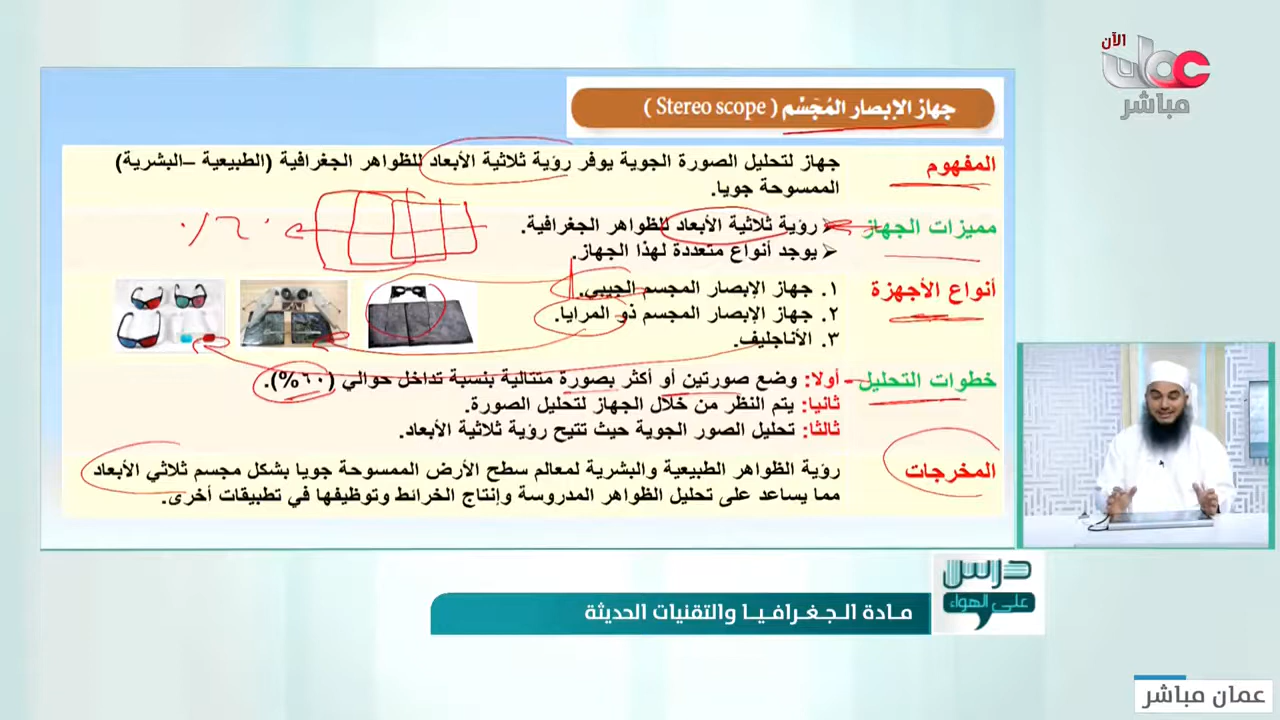 الآن
عمان
مباشر
جهاز الإبصار المُجَسَّم ( Stereo scope )
المفهوم
جهاز لتحليل الصورة الجوية يوفر رؤية ثلاثية الأبعاد للظواهر الجغرافية (الطبيعية –البشرية)
الممسوحة جويا.
مميزات الجهاز
رؤية ثلاثية الأبعاد للظواهر الجغرافية.
يوجد أنواع متعددة لهذا الجهاز.
أنواع الأجهزة
١. جهاز الإبصار المجسم الجيبي.
٢. جهاز الإبصار المجسم ذو المرايا.
٣. الأناجليف.
خطوات التحليل
أولا: وضع صورتين أو أكثر بصورة متتالية بنسبة تداخل حوالي (٦٠%).
ثانيا: يتم النظر من خلال الجهاز لتحليل الصورة.
ثالثا: تحليل الصور الجوية حيث تتيح رؤية ثلاثية الأبعاد.
المخرجات
رؤية الظواهر الطبيعية والبشرية لمعالم سطح الأرض الممسوحة جويا بشكل مجسم ثلاثي الأبعاد
مما يساعد على تحليل الظواهر المدروسة وإنتاج الخرائط وتوظيفها في تطبيقات أخرى.
درس
على الهواء
مادة الجغرافيا والتقنيات الحديثة
عمان مباشر